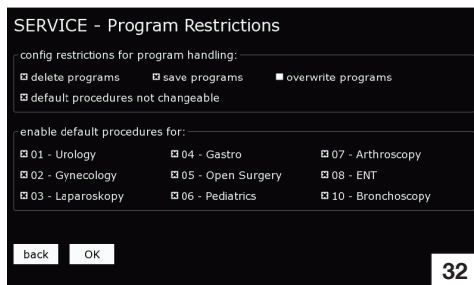 SERVICE - Program Restrictions
config restrictions for program handling:
delete programs save programs overwrite programs
default procedures not changeable
enable default procedures for:
01 - Urology 04 - Gastro 07 - Arthroscopy
02 - Gynecology 05 - Open Surgery 08 - ENT
03 - Laparoskopy 06 - Pediatrics 10 - Bronchoscopy
back OK
32